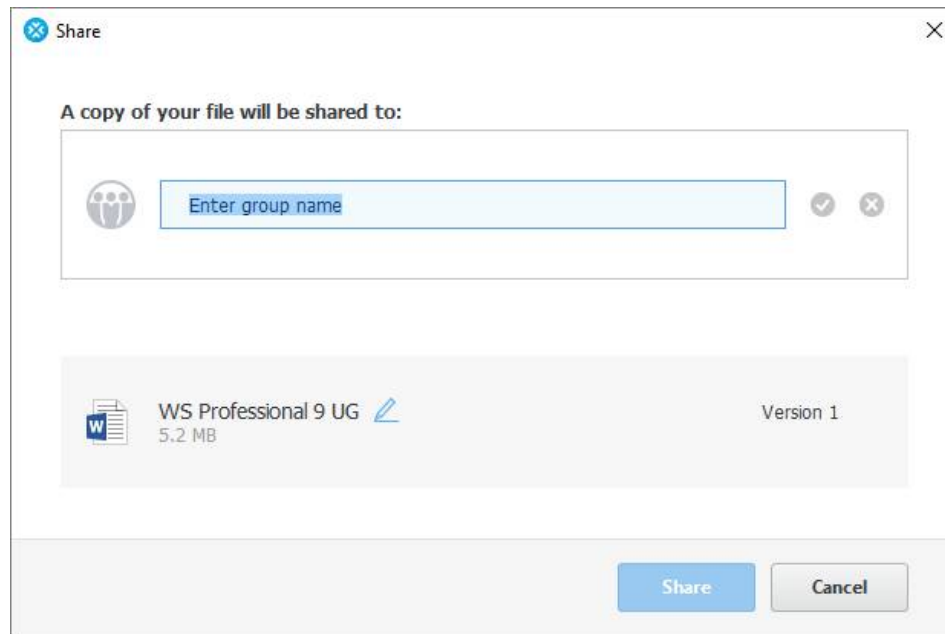 Share
A copy of your file will be shared to:
Enter group name
W
WS Professional 9 UG
5.2 MB
Version 1
Share
Cancel